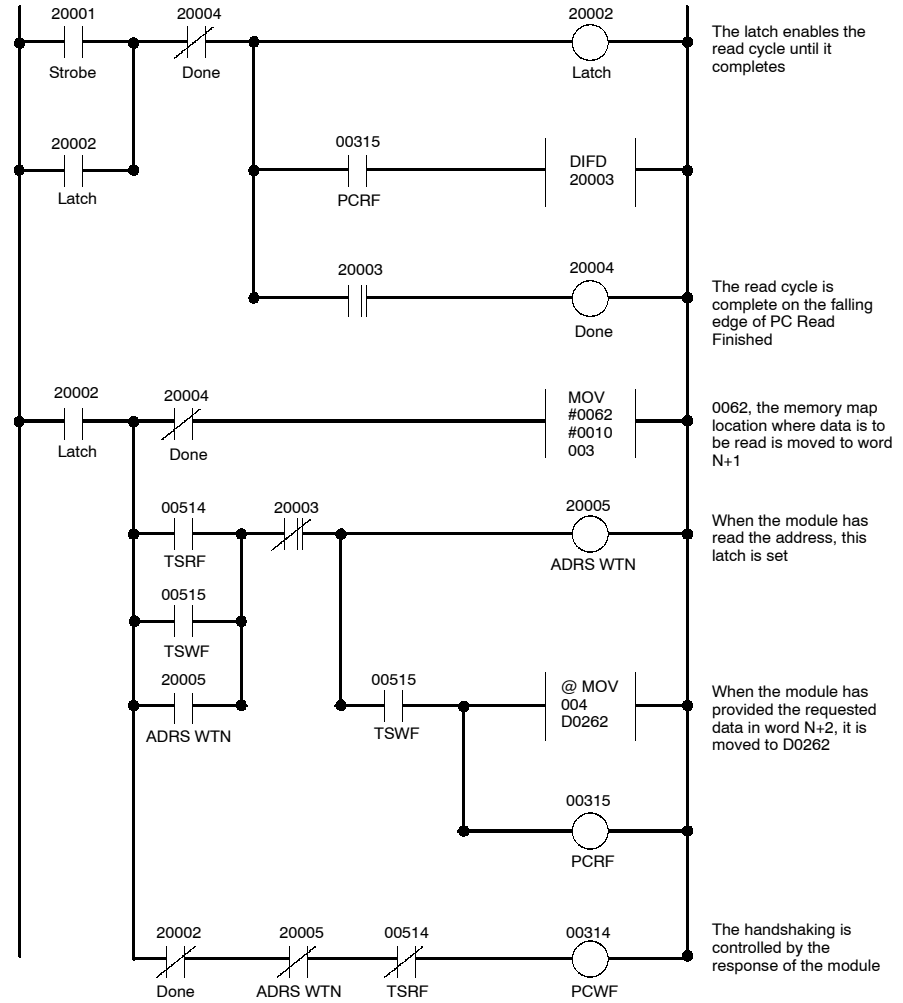 20001
20004
20002
Strobe
Done
Latch
The latch enables the
read cycle until it
completes
20002
Latch
00315
PCRF
DIFD
20003
20003
20004
Done
The read cycle is
complete on the falling
edge of PC Read
Finished
20002
Latch
20004
Done
MOV
#0062
#0010
003
0062, the memory map
location where data is to
be read is moved to word
N+1
00514
TSRF
20003
20005
ADRS WTN
When the module has
read the address, this
latch is set
00515
TSWF
20005
ADRS WTN
00515
TSWF
@ MOV
004
D0262
When the module has
provided the requested
data in word N+2, it is
moved to D0262
00315
PCRF
20002
Done
20005
ADRS WTN
00514
TSRF
00314
PCWF
The handshaking is
controlled by the
response of the module